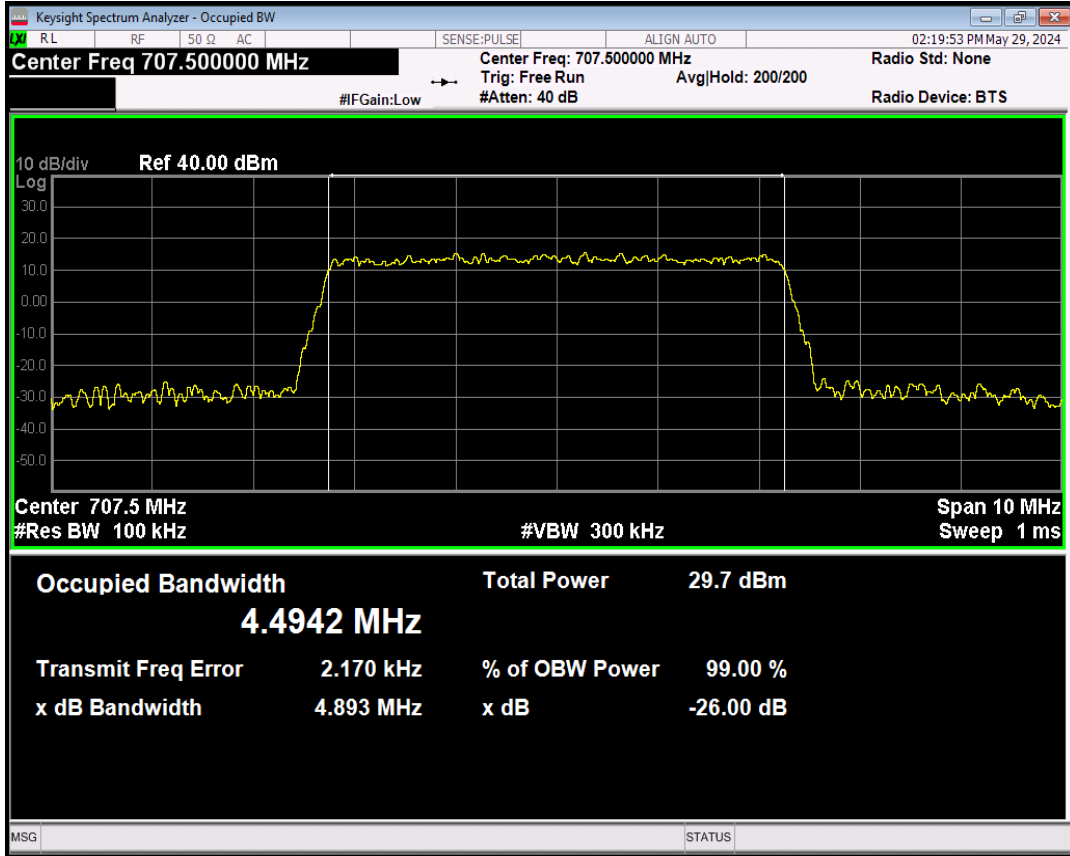 Keysight Spectrum Analyzer - Occupied BW
LXI RL RF 50 Ω AC SENSE:PULSE ALIGN AUTO 02:19:53 PM May 29, 2024
Center Freq 707.500000 MHz Center Freq: 707.500000 MHz Radio Std: None
Trig: Free Run Avg|Hold: 200/200
#IFGain:Low #Atten: 40 dB Radio Device: BTS
10 dB/div Ref 40.00 dBm
Log
30.0
20.0
10.0
0.00
-10.0
-20.0
-30.0
-40.0
-50.0
Center 707.5 MHz Span 10 MHz
#Res BW 100 kHz #VBW 300 kHz Sweep 1 ms
Occupied Bandwidth Total Power 29.7 dBm
4.4942 MHz
Transmit Freq Error 2.170 kHz % of OBW Power 99.00 %
x dB Bandwidth 4.893 MHz x dB -26.00 dB
MSG STATUS